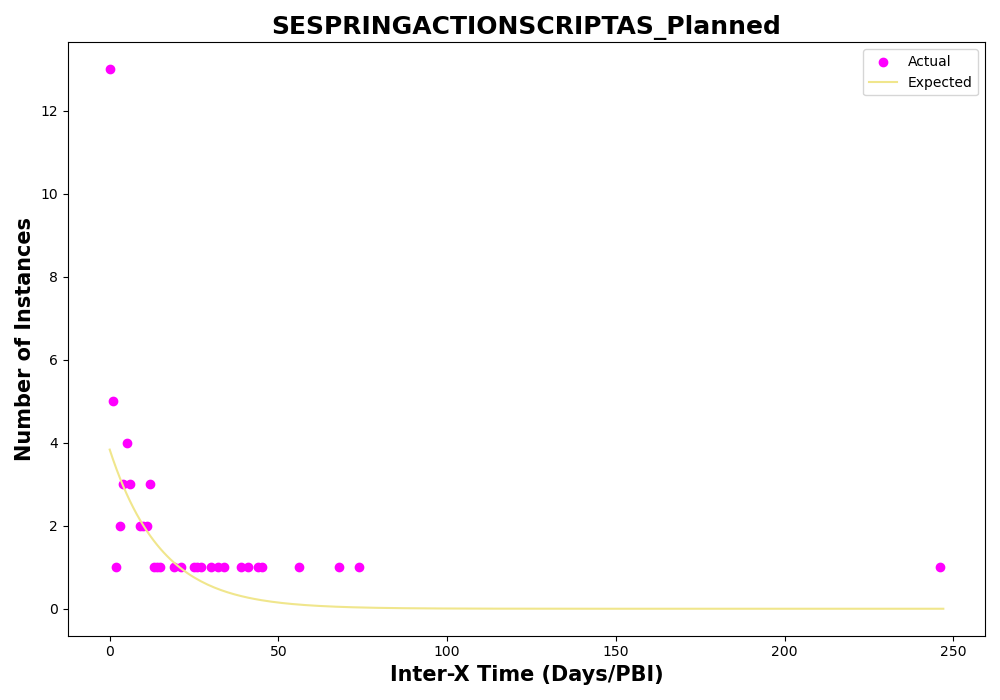 SESPRINGACTIONSCRIPTAS_Planned
Actual
Expected
12
10
8
6
4
2
0
Number of Instances
0 50 100 150 200 250
Inter-X Time (Days/PBI)